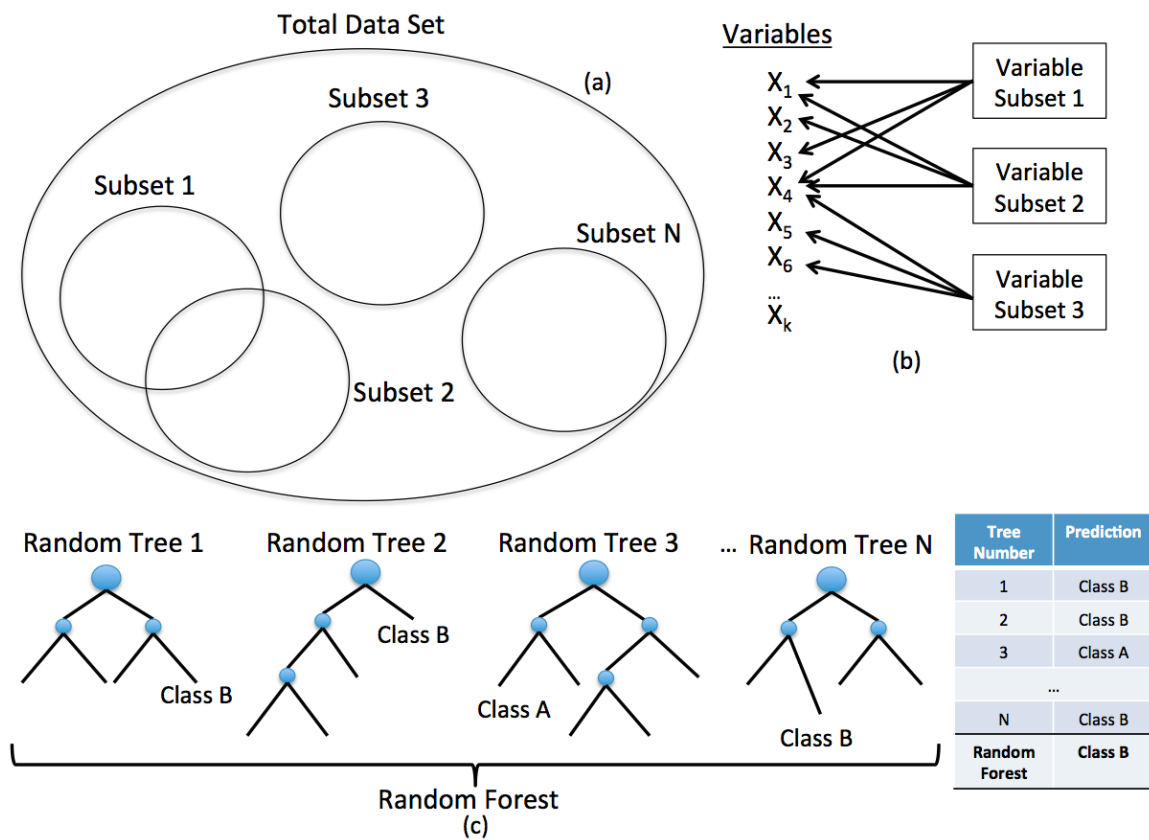 Total Data Set
(a)
Subset 3
Subset 1
Subset N
Subset 2
Variables
X1
X2
X3
X4
X5
X6
...
Xk
Variable
Subset 1
Variable
Subset 2
Variable
Subset 3
(b)
Random Tree 1
Random Tree 2
Random Tree 3
... Random Tree N
Class B
Class B
Class A
Class B
Random Forest
(c)
Tree Number Prediction
1 Class B
2 Class B
3 Class A
...
N Class B
Random Forest Class B